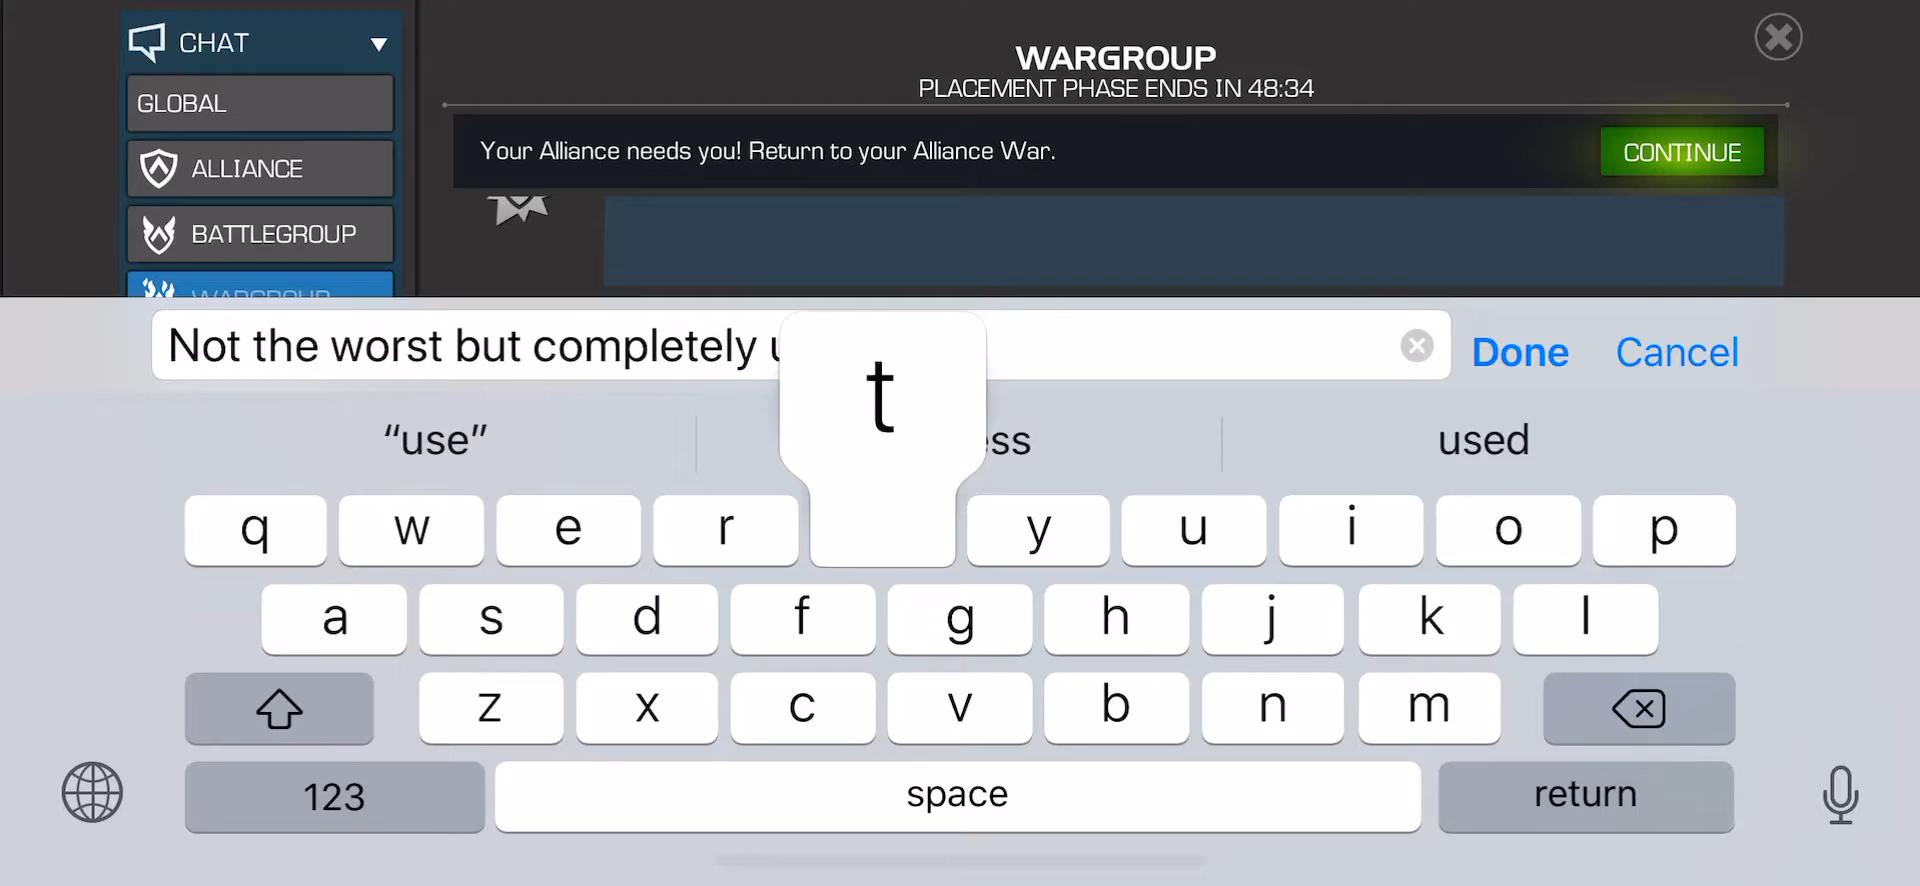 CHAT
GLOBAL
ALLIANCE
BATTLEGROUP
WARGROUP
WARGROUP
PLACEMENT PHASE ENDS IN 48:34
Your Alliance needs you! Return to your Alliance War.
CONTINUE
Not the worst but completely
Done
Cancel
t
“use”
used
q w e r y u i o p
a s d f g h j k l
z x c v b n m
123
space
return